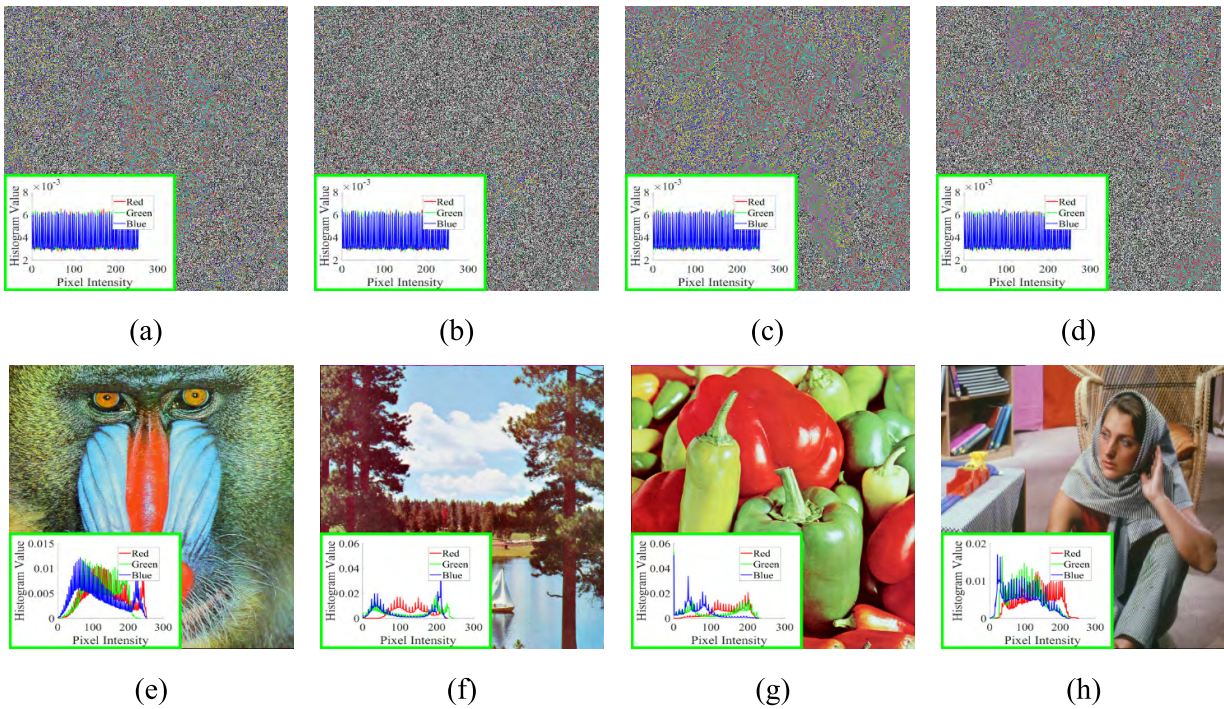 8 ×10-3
Red
Green
Blue
Histogram Value
6
4
2
0 100 200 300
Pixel Intensity
8 ×10-3
Red
Green
Blue
Histogram Value
6
4
2
0 100 200 300
Pixel Intensity
8 ×10-3
Red
Green
Blue
Histogram Value
6
4
2
0 100 200 300
Pixel Intensity
8 ×10-3
Red
Green
Blue
Histogram Value
6
4
2
0 100 200 300
Pixel Intensity
(a) (b) (c) (d)
0.015
Red
Green
Blue
Histogram Value
0.01
0.005
0
0 100 200 300
Pixel Intensity
0.06
Red
Green
Blue
Histogram Value
0.04
0.02
0
0 100 200 300
Pixel Intensity
0.06
Red
Green
Blue
Histogram Value
0.04
0.02
0
0 100 200 300
Pixel Intensity
0.02
Red
Green
Blue
Histogram Value
0.01
0
0 100 200 300
Pixel Intensity
(e) (f) (g) (h)